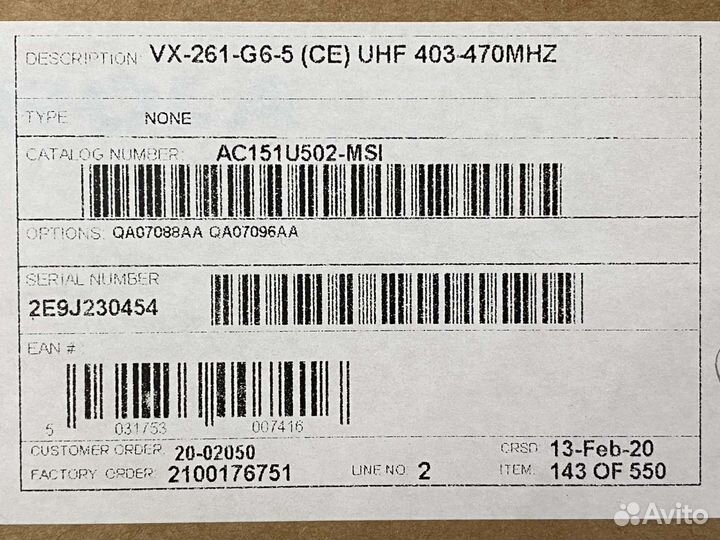 DESCRIPTION: VX-261-G6-5 (CE) UHF 403-470MHZ
TYPE NONE
CATALOG NUMBER: AC151U502-MSI
OPTIONS: QA07088AA QA07096AA
SERIAL NUMBER
2E9J230454
EAN #
5 031753 007416
CUSTOMER ORDER: 20-02050 CRSD: 13-Feb-20
FACTORY ORDER: 2100176751 LINE NO: 2 ITEM: 143 OF 550
Avito